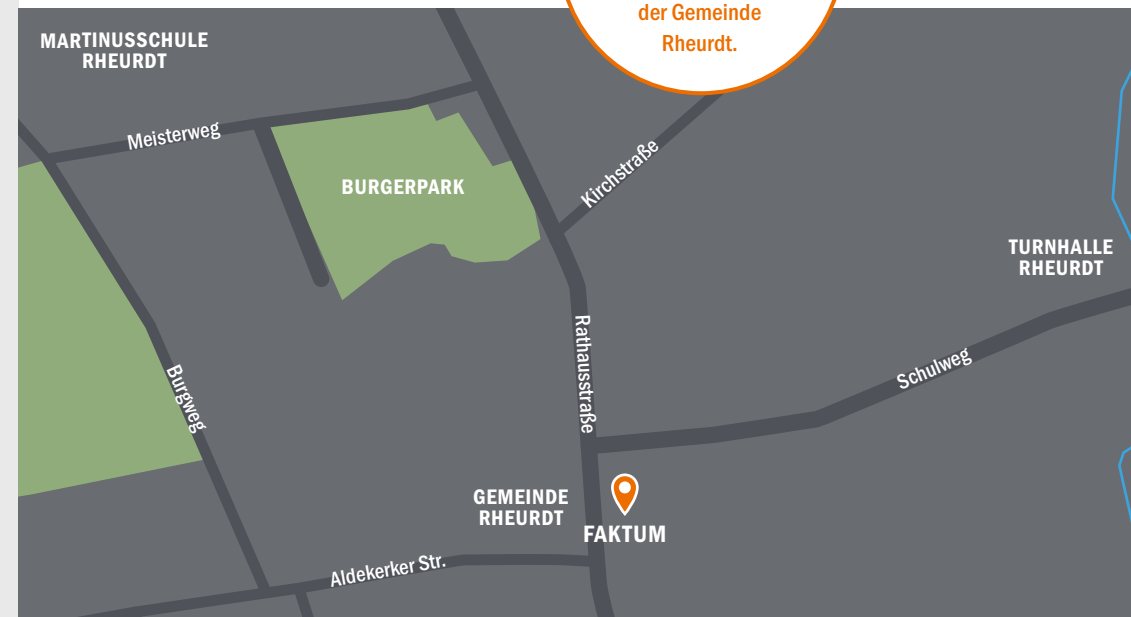 der Gemeinde
Rheurdt.
MARTINUSSCHULE
RHEURDT
Meisterweg
BURGERPARK
Kirchstraße
TURNHALLE
RHEURDT
Rathausstraße
Schulweg
Burgweg
GEMEINDE
RHEURDT
FAKTUM
Aldekerker Str.